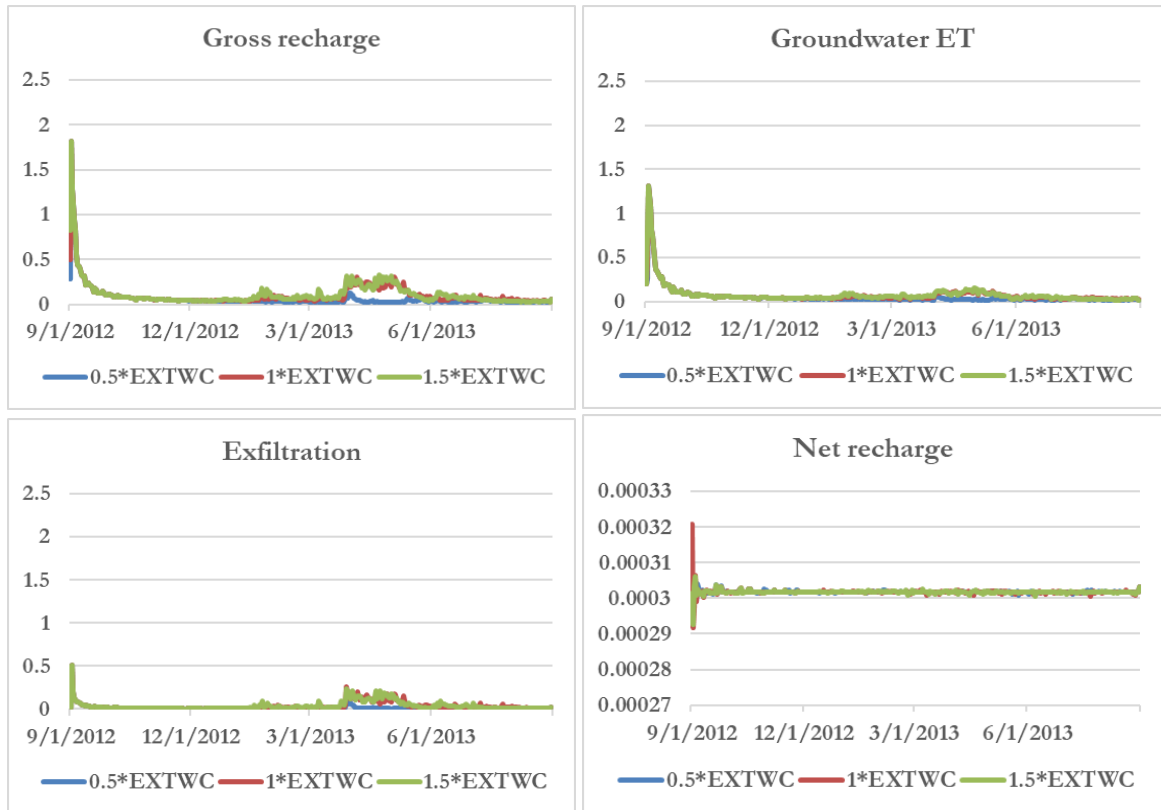 Gross recharge
2.5
2
1.5
1
0.5
0
9/1/2012 12/1/2012 3/1/2013 6/1/2013
0.5*EXTWC 1*EXTWC 1.5*EXTWC
Groundwater ET
2.5
2
1.5
1
0.5
0
9/1/2012 12/1/2012 3/1/2013 6/1/2013
0.5*EXTWC 1*EXTWC 1.5*EXTWC
Exfiltration
2.5
2
1.5
1
0.5
0
9/1/2012 12/1/2012 3/1/2013 6/1/2013
0.5*EXTWC 1*EXTWC 1.5*EXTWC
Net recharge
0.00033
0.00032
0.00031
0.0003
0.00029
0.00028
0.00027
9/1/2012 12/1/2012 3/1/2013 6/1/2013
0.5*EXTWC 1*EXTWC 1.5*EXTWC